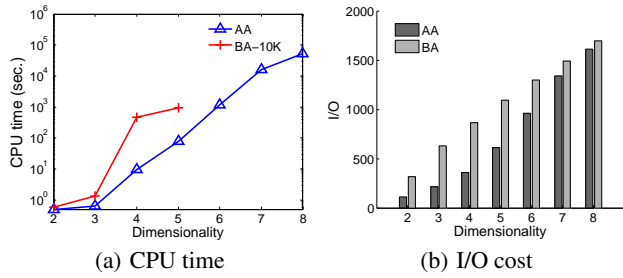 10^6
10^5
10^4
10^3
10^2
10^1
10^0
CPU time (sec.)
AA
BA−10K
2 3 4 5 6 7 8
Dimensionality
(a) CPU time
2000
1500
1000
500
0
I/O
AA
BA
2 3 4 5 6 7 8
Dimensionality
(b) I/O cost